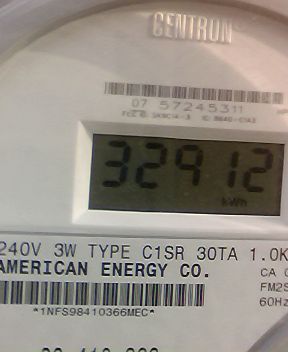 CENTRON
07 57245311
32912
kWh
240V 3W TYPE C1SR 30TA 1.0K
AMERICAN ENERGY CO.
CA
FM2S
60Hz
*1NFS98410366MEC*